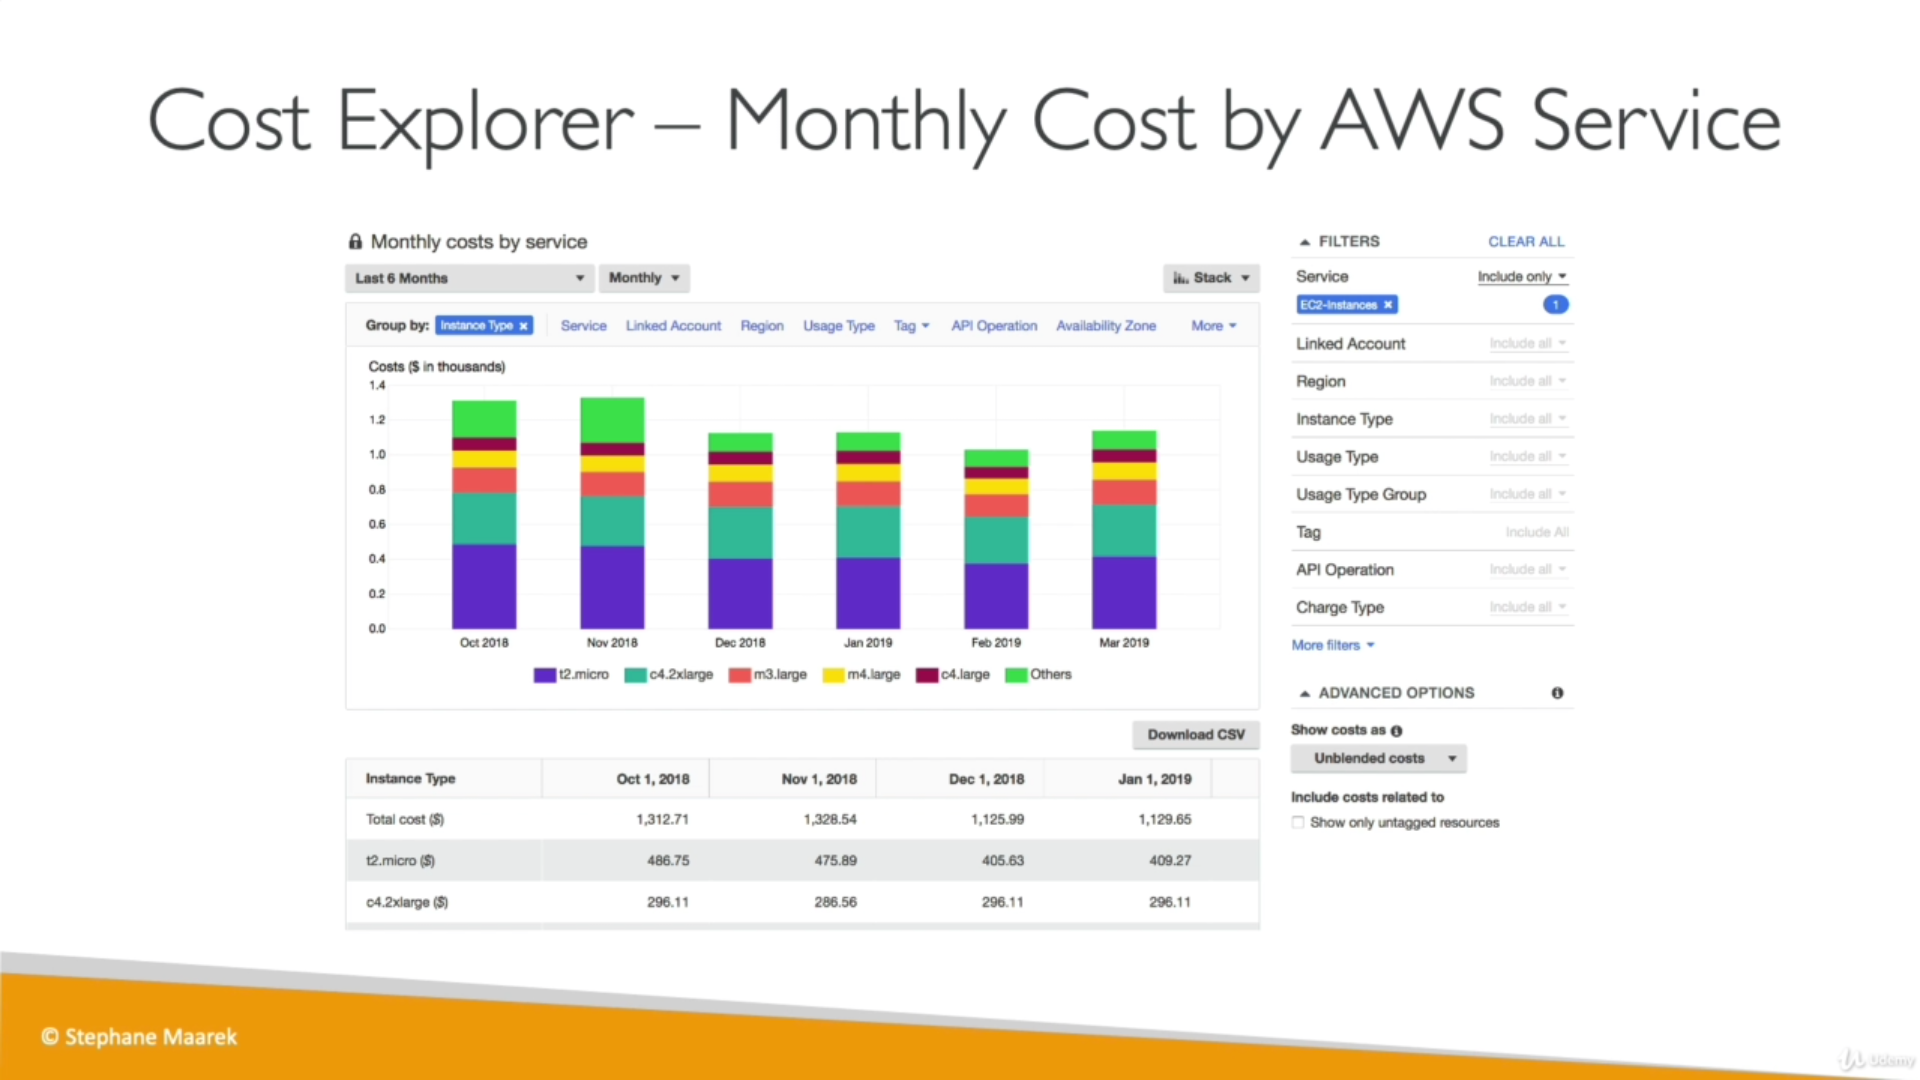 Cost Explorer – Monthly Cost by AWS Service
Monthly costs by service
Last 6 Months
Monthly
Stack
Group by: Instance Type × Service Linked Account Region Usage Type Tag API Operation Availability Zone More
Costs ($ in thousands)
1.4
1.2
1.0
0.8
0.6
0.4
0.2
0.0
Oct 2018 Nov 2018 Dec 2018 Jan 2019 Feb 2019 Mar 2019
t2.micro c4.2xlarge m3.large m4.large c4.large Others
Download CSV
Instance Type Oct 1, 2018 Nov 1, 2018 Dec 1, 2018 Jan 1, 2019
Total cost ($) 1,312.71 1,328.54 1,125.99 1,129.65
t2.micro ($) 486.75 475.89 405.63 409.27
c4.2xlarge ($) 296.11 286.56 296.11 296.11
FILTERS CLEAR ALL
Service Include only
EC2-Instances × 1
Linked Account Include all
Region Include all
Instance Type Include all
Usage Type Include all
Usage Type Group Include all
Tag Include All
API Operation Include all
Charge Type Include all
More filters
ADVANCED OPTIONS
Show costs as
Unblended costs
Include costs related to
Show only untagged resources
© Stephane Maarek
Udemy